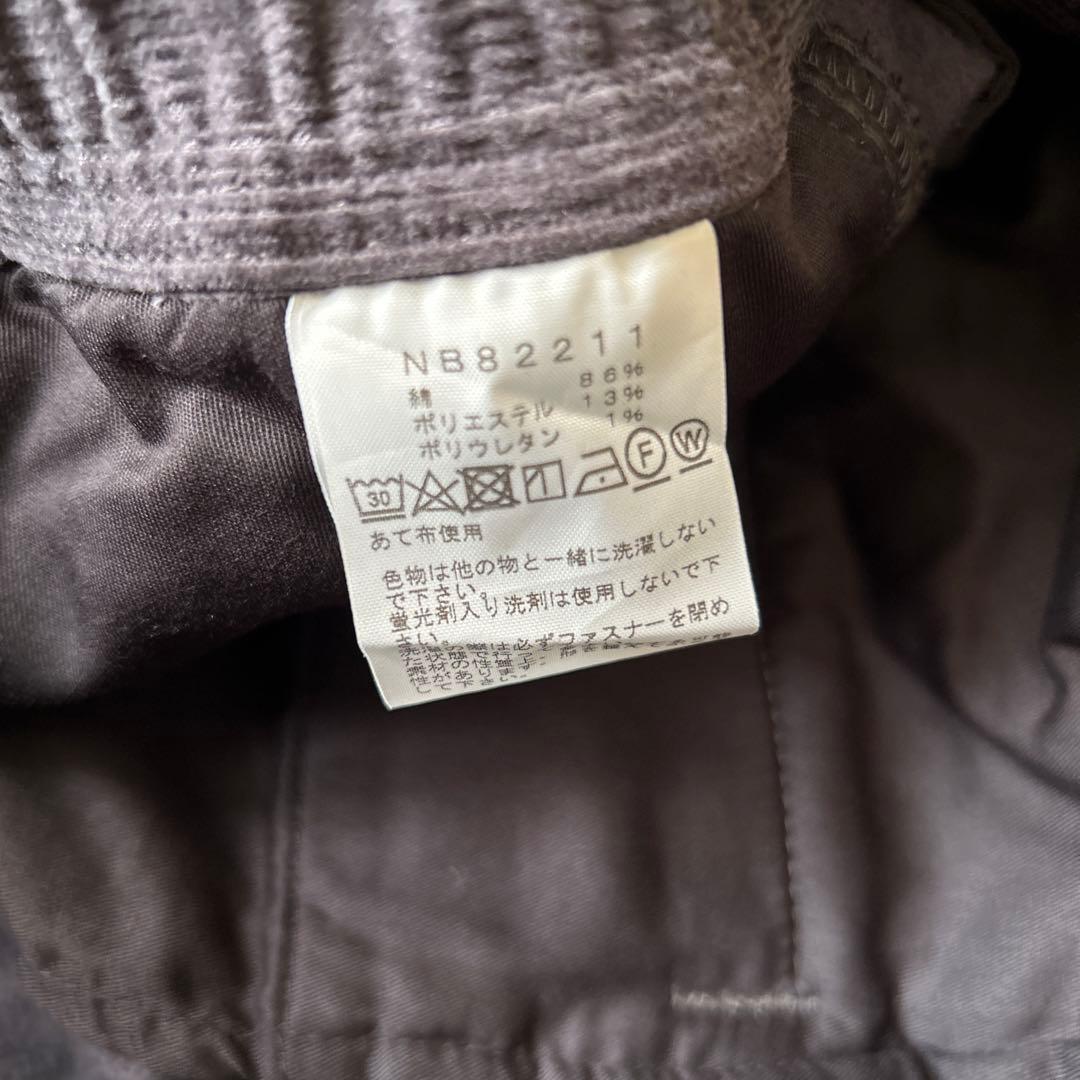 NB82211
綿 86%
ポリエステル 13%
ポリウレタン 1%
30 F W
あて布使用
色物は他の物と一緒に洗濯しない
で下さい。
蛍光剤入り洗剤は使用しないで下
さい。
必ずファスナーを閉め